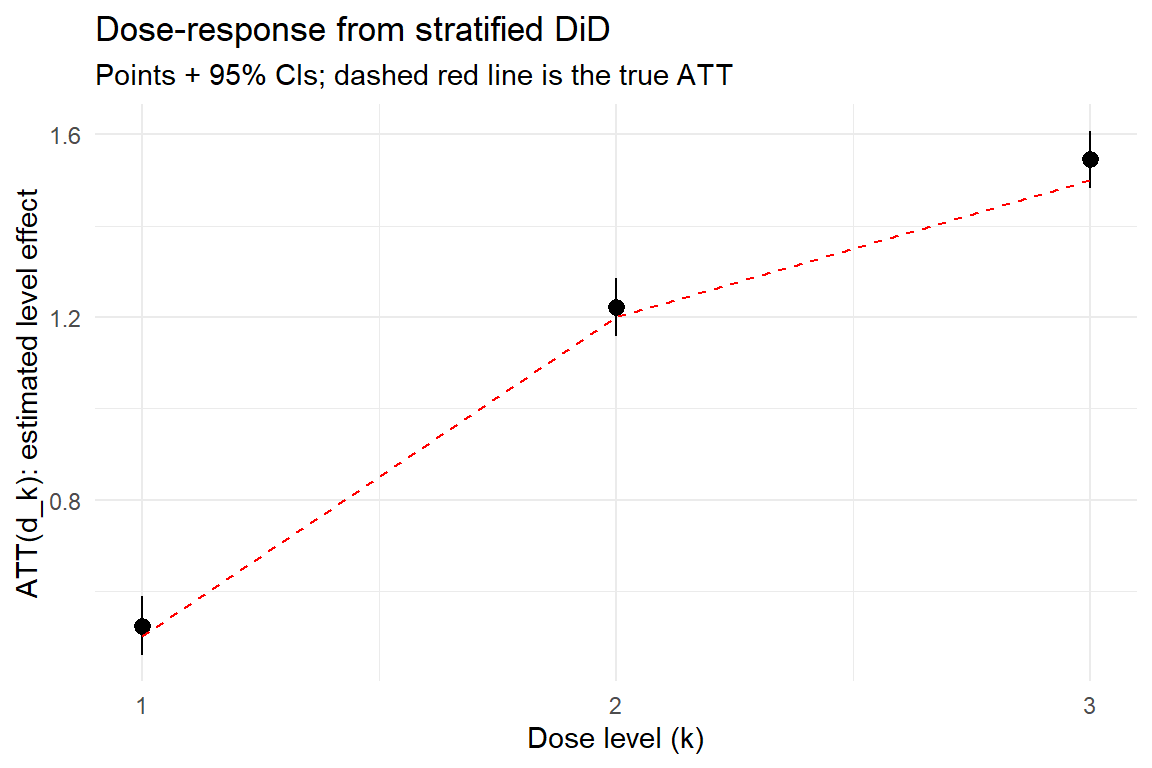 Dose-response from stratified DiD
Points + 95% CIs; dashed red line is the true ATT
ATT(d_k): estimated level effect
1.6
1.2
0.8
1
2
3
Dose level (k)